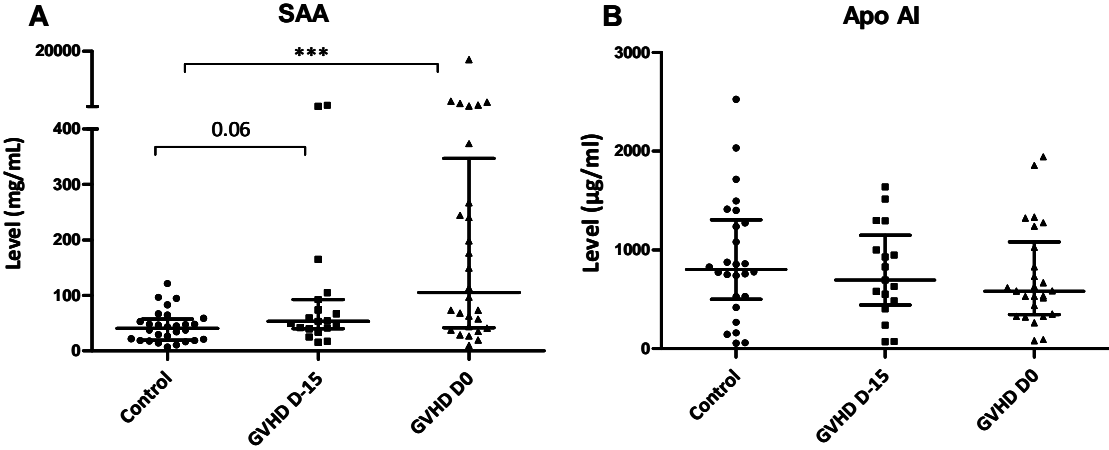 A
SAA
20000
***
400
0.06
300
200
100
0
Level (mg/mL)
Control
GVHD D-15
GVHD D0
B
Apo AI
3000
2000
1000
0
Level (µg/ml)
Control
GVHD D-15
GVHD D0